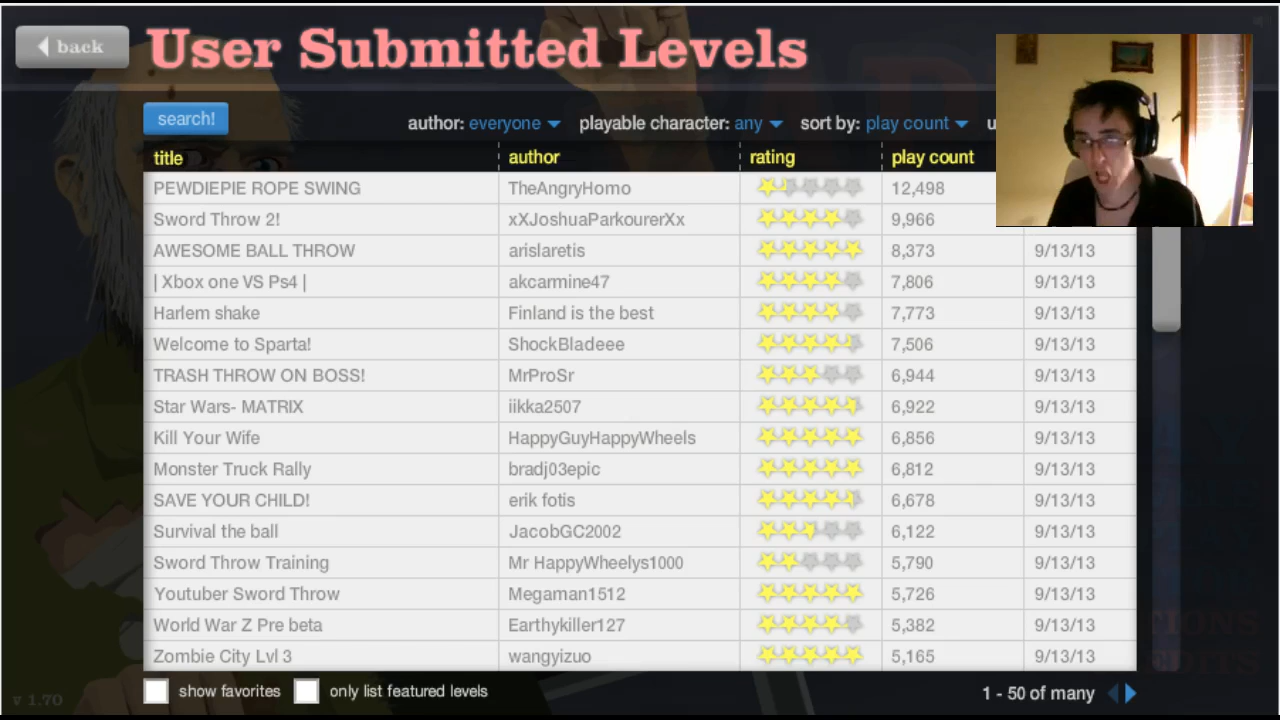 back
User Submitted Levels
search!
author: everyone playable character: any sort by: play count u
title author rating play count
PEWDIEPIE ROPE SWING TheAngryHomo 12,498
Sword Throw 2! xXJoshuaParkourerXx 9,966
AWESOME BALL THROW arislaretis 8,373 9/13/13
| Xbox one VS Ps4 | akcarmine47 7,806 9/13/13
Harlem shake Finland is the best 7,773 9/13/13
Welcome to Sparta! ShockBladeee 7,506 9/13/13
TRASH THROW ON BOSS! MrProSr 6,944 9/13/13
Star Wars- MATRIX iikka2507 6,922 9/13/13
Kill Your Wife HappyGuyHappyWheels 6,856 9/13/13
Monster Truck Rally bradj03epic 6,812 9/13/13
SAVE YOUR CHILD! erik fotis 6,678 9/13/13
Survival the ball JacobGC2002 6,122 9/13/13
Sword Throw Training Mr HappyWheelys1000 5,790 9/13/13
Youtuber Sword Throw Megaman1512 5,726 9/13/13
World War Z Pre beta Earthykiller127 5,382 9/13/13
Zombie City Lvl 3 wangyizuo 5,165 9/13/13
show favorites only list featured levels 1 - 50 of many
v 1.70